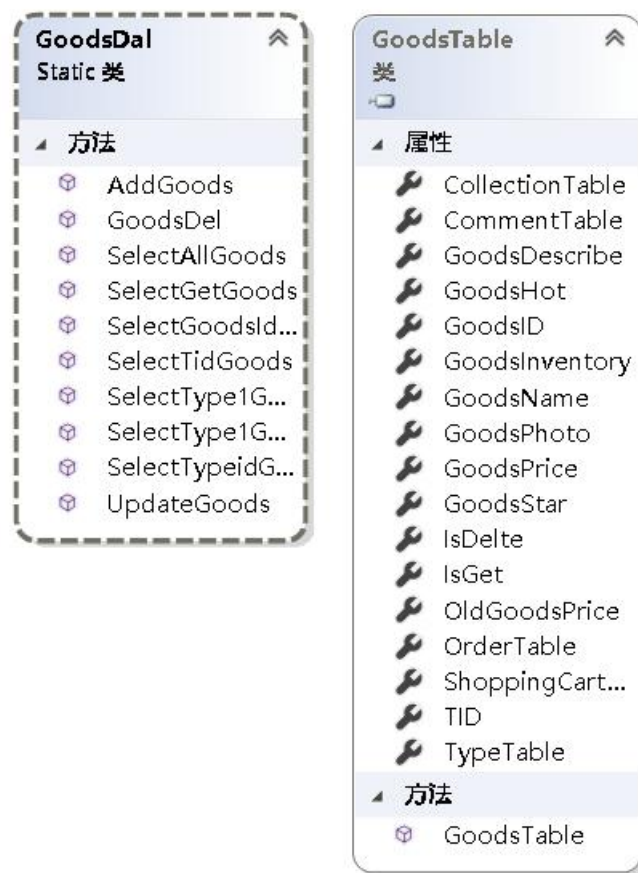 GoodsDal
Static 类
方法
AddGoods
GoodsDel
SelectAllGoods
SelectGetGoods
SelectGoodsId...
SelectTidGoods
SelectType1G...
SelectType1G...
SelectTypeidG...
UpdateGoods
GoodsTable
类
属性
CollectionTable
CommentTable
GoodsDescribe
GoodsHot
GoodsID
GoodsInventory
GoodsName
GoodsPhoto
GoodsPrice
GoodsStar
IsDelte
IsGet
OldGoodsPrice
OrderTable
ShoppingCart...
TID
TypeTable
方法
GoodsTable